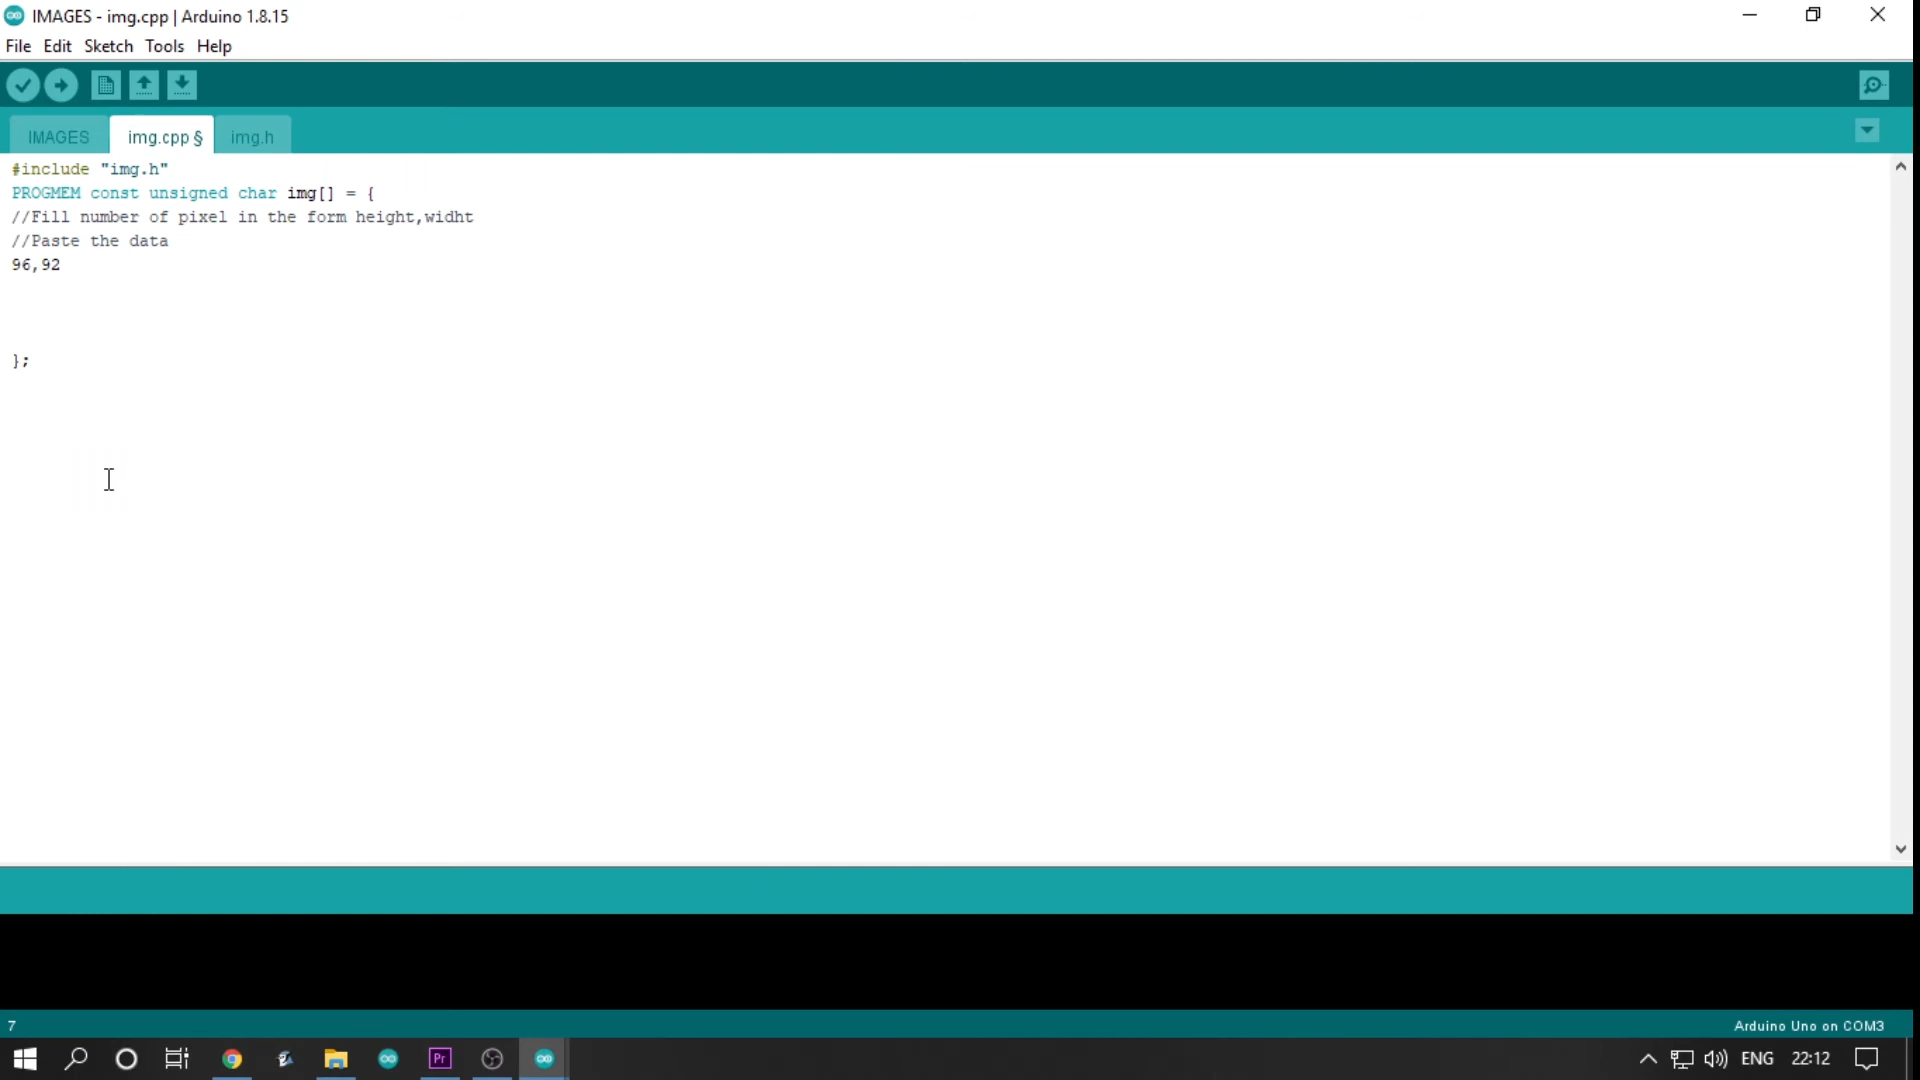 IMAGES - img.cpp | Arduino 1.8.15
File Edit Sketch Tools Help
IMAGES img.cpp § img.h
#include "img.h"
PROGMEM const unsigned char img[] = {
//Fill number of pixel in the form height,widht
//Paste the data
96,92
};
7
Arduino Uno on COM3
Pr
ENG 22:12